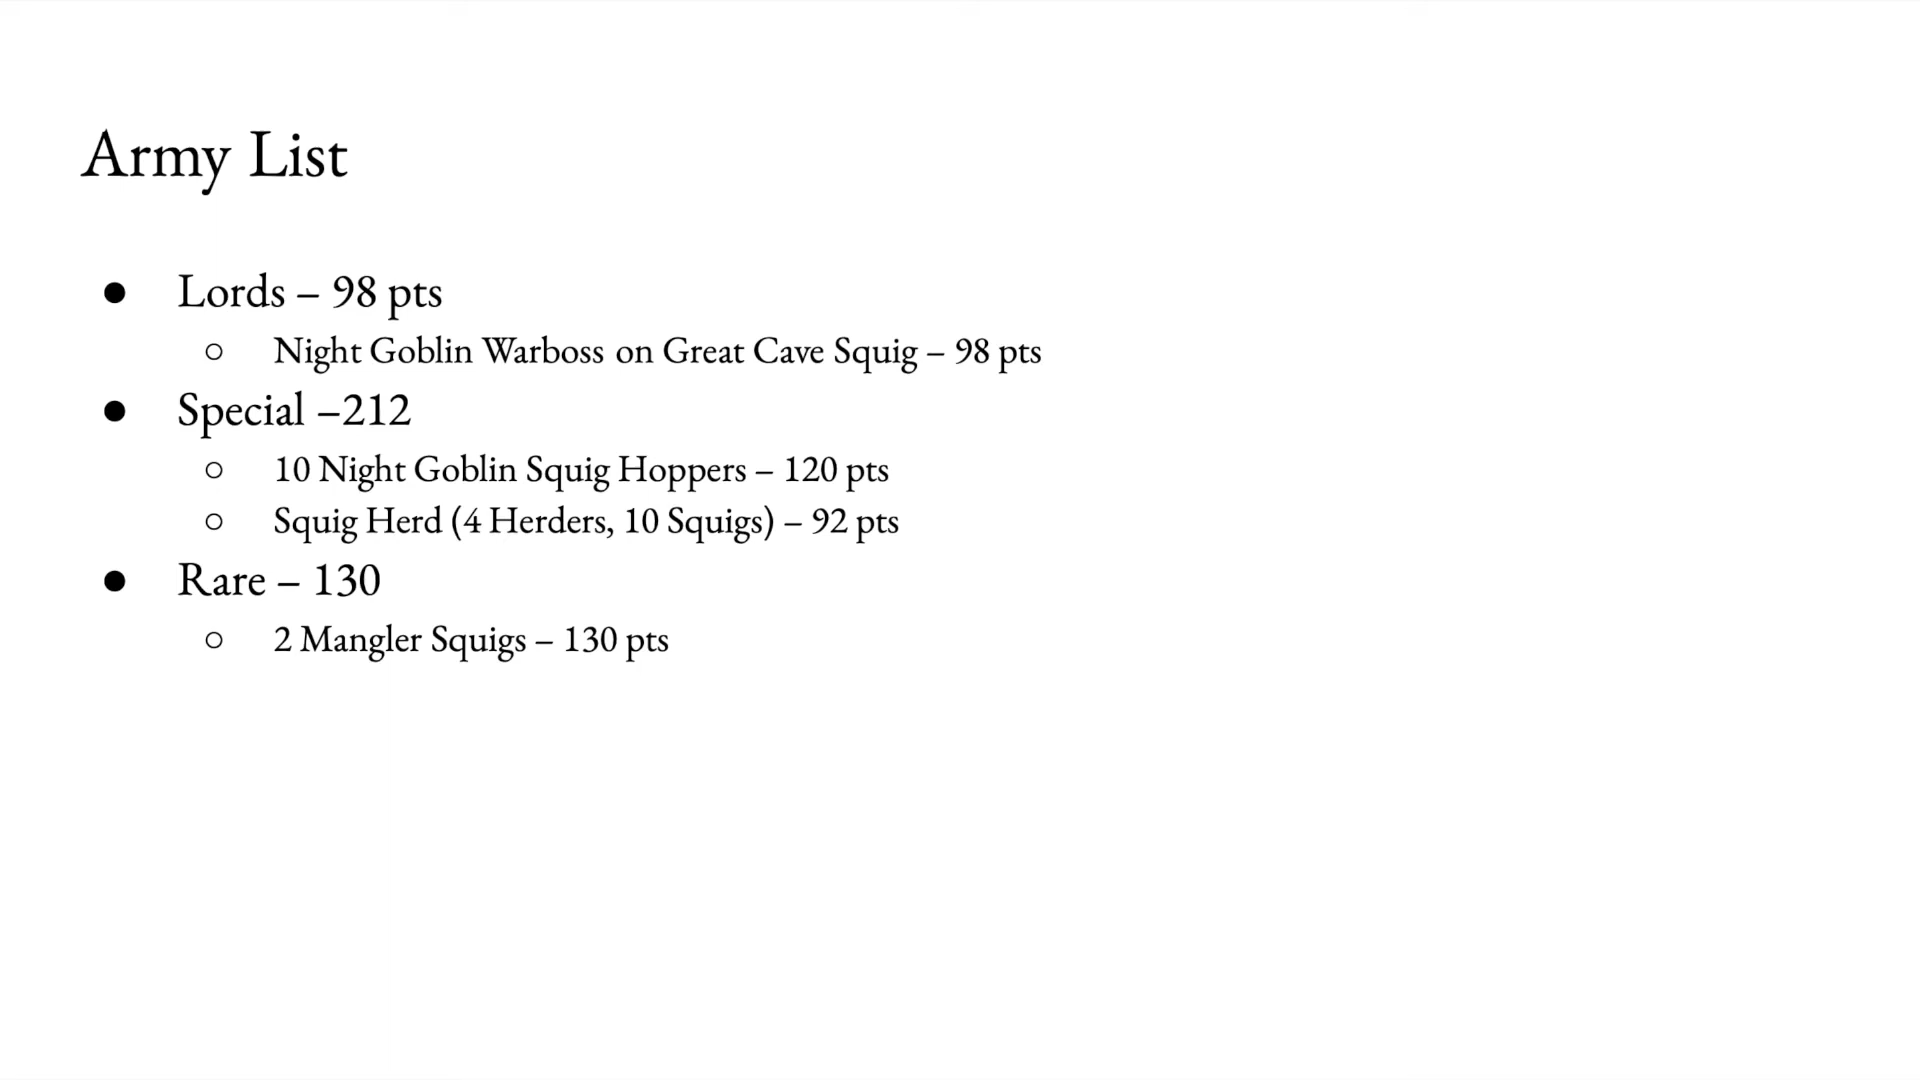 Army List
● Lords – 98 pts
○ Night Goblin Warboss on Great Cave Squig – 98 pts
● Special –212
○ 10 Night Goblin Squig Hoppers – 120 pts
○ Squig Herd (4 Herders, 10 Squigs) – 92 pts
● Rare – 130
○ 2 Mangler Squigs – 130 pts